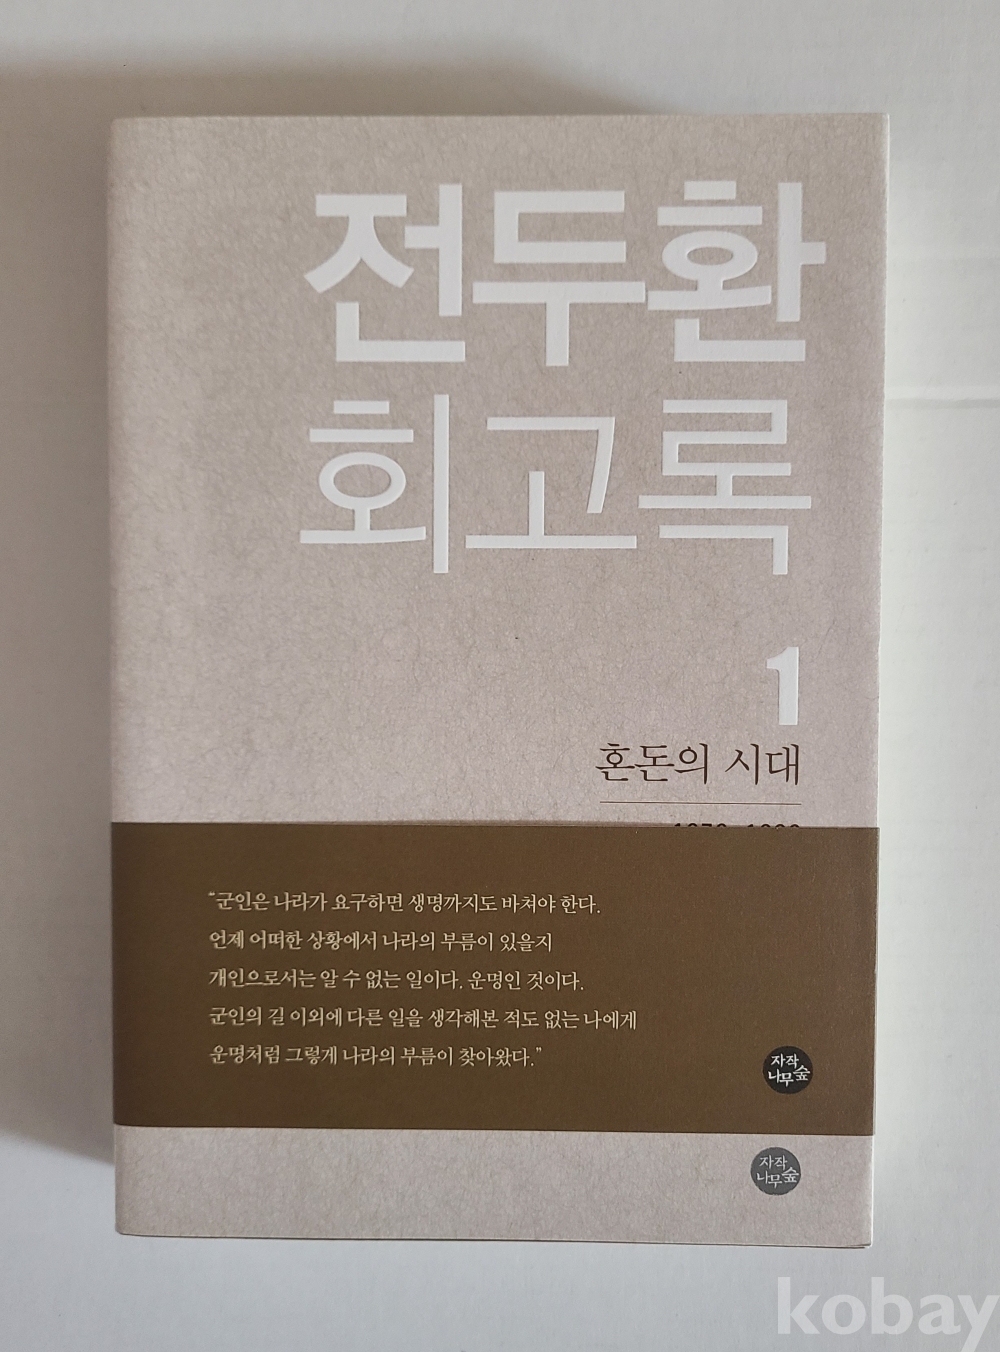 전두환
회고록
1
혼돈의 시대
“군인은 나라가 요구하면 생명까지도 바쳐야 한다.
언제 어떠한 상황에서 나라의 부름이 있을지
개인으로서는 알 수 없는 일이다. 운명인 것이다.
군인의 길 이외에 다른 일을 생각해본 적도 없는 나에게
운명처럼 그렇게 나라의 부름이 찾아왔다.”
자작
나무숲
자작
나무숲
kobay